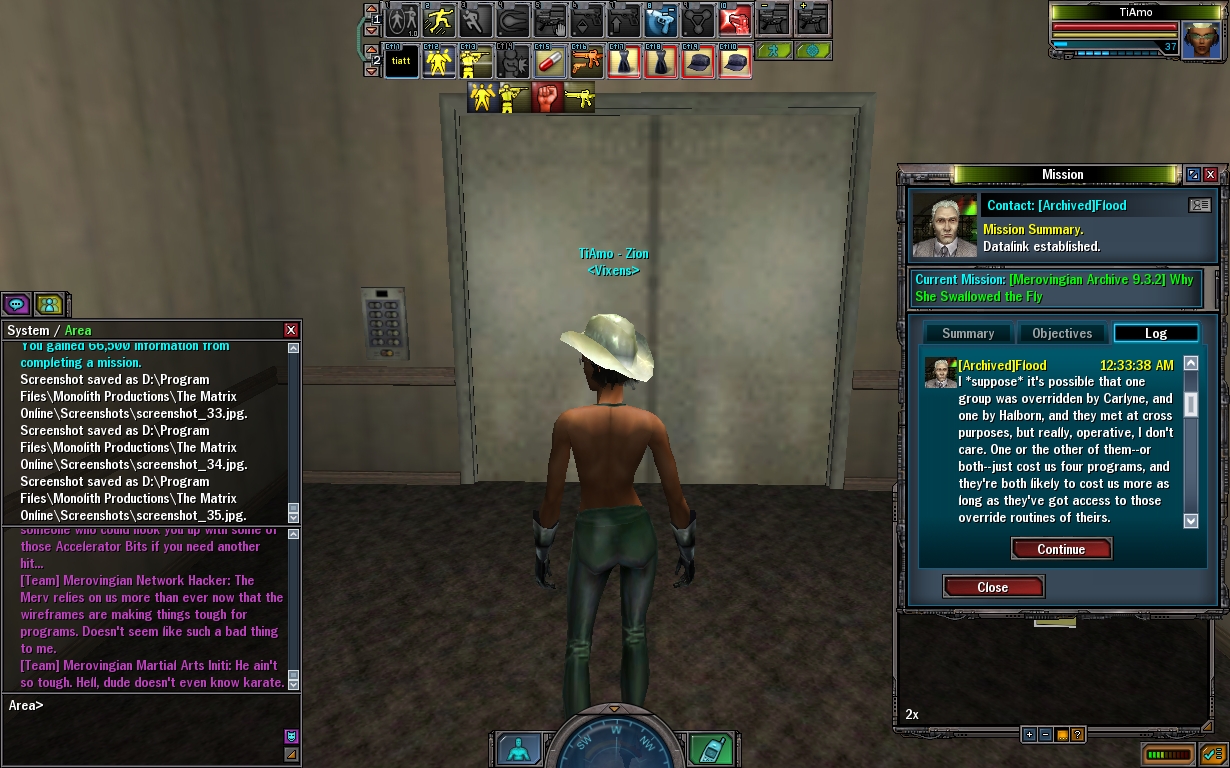 TiAmo
37
1
2
tiatt
TiAmo - Zion
<Vixens>
Mission
Contact: [Archived]Flood
Mission Summary.
Datalink established.
Current Mission: [Merovingian Archive 9.3.2] Why
She Swallowed the Fly
Summary
Objectives
Log
[Archived]Flood 12:33:38 AM
I *suppose* it's possible that one
group was overridden by Carlyne, and
one by Halborn, and they met at cross
purposes, but really, operative, I don't
care. One or the other of them--or
both--just cost us four programs, and
they're both likely to cost us more as
long as they've got access to those
override routines of theirs.
Continue
Close
2x
System / Area
You gained 66,500 information from
completing a mission.
Screenshot saved as D:\Program
Files\Monolith Productions\The Matrix
Online\Screenshots\screenshot_33.jpg.
Screenshot saved as D:\Program
Files\Monolith Productions\The Matrix
Online\Screenshots\screenshot_34.jpg.
Screenshot saved as D:\Program
Files\Monolith Productions\The Matrix
Online\Screenshots\screenshot_35.jpg.
someone who could hook you up with some of
those Accelerator Bits if you need another
hit...
[Team] Merovingian Network Hacker: The
Merv relies on us more than ever now that the
wireframes are making things tough for
programs. Doesn't seem like such a bad thing
to me.
[Team] Merovingian Martial Arts Initi: He ain't
so tough. Hell, dude doesn't even know karate.
Area>
SW
W
NW